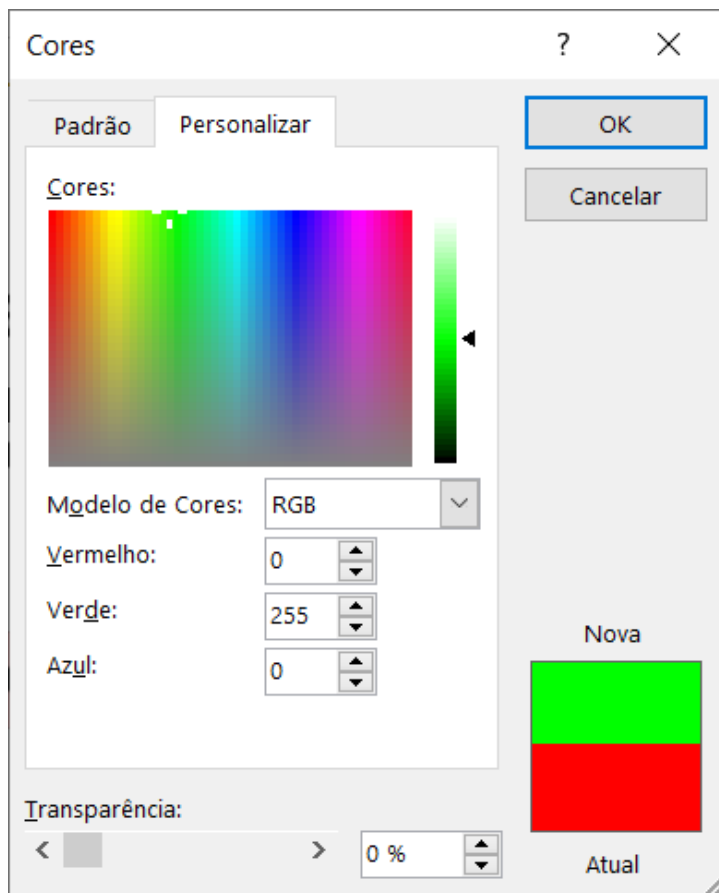 Cores ?
Padrão Personalizar OK
Cancelar
Cores:
Modelo de Cores: RGB
Vermelho: 0
Verde: 255
Azul: 0
Nova
Transparência:
0 %
Atual